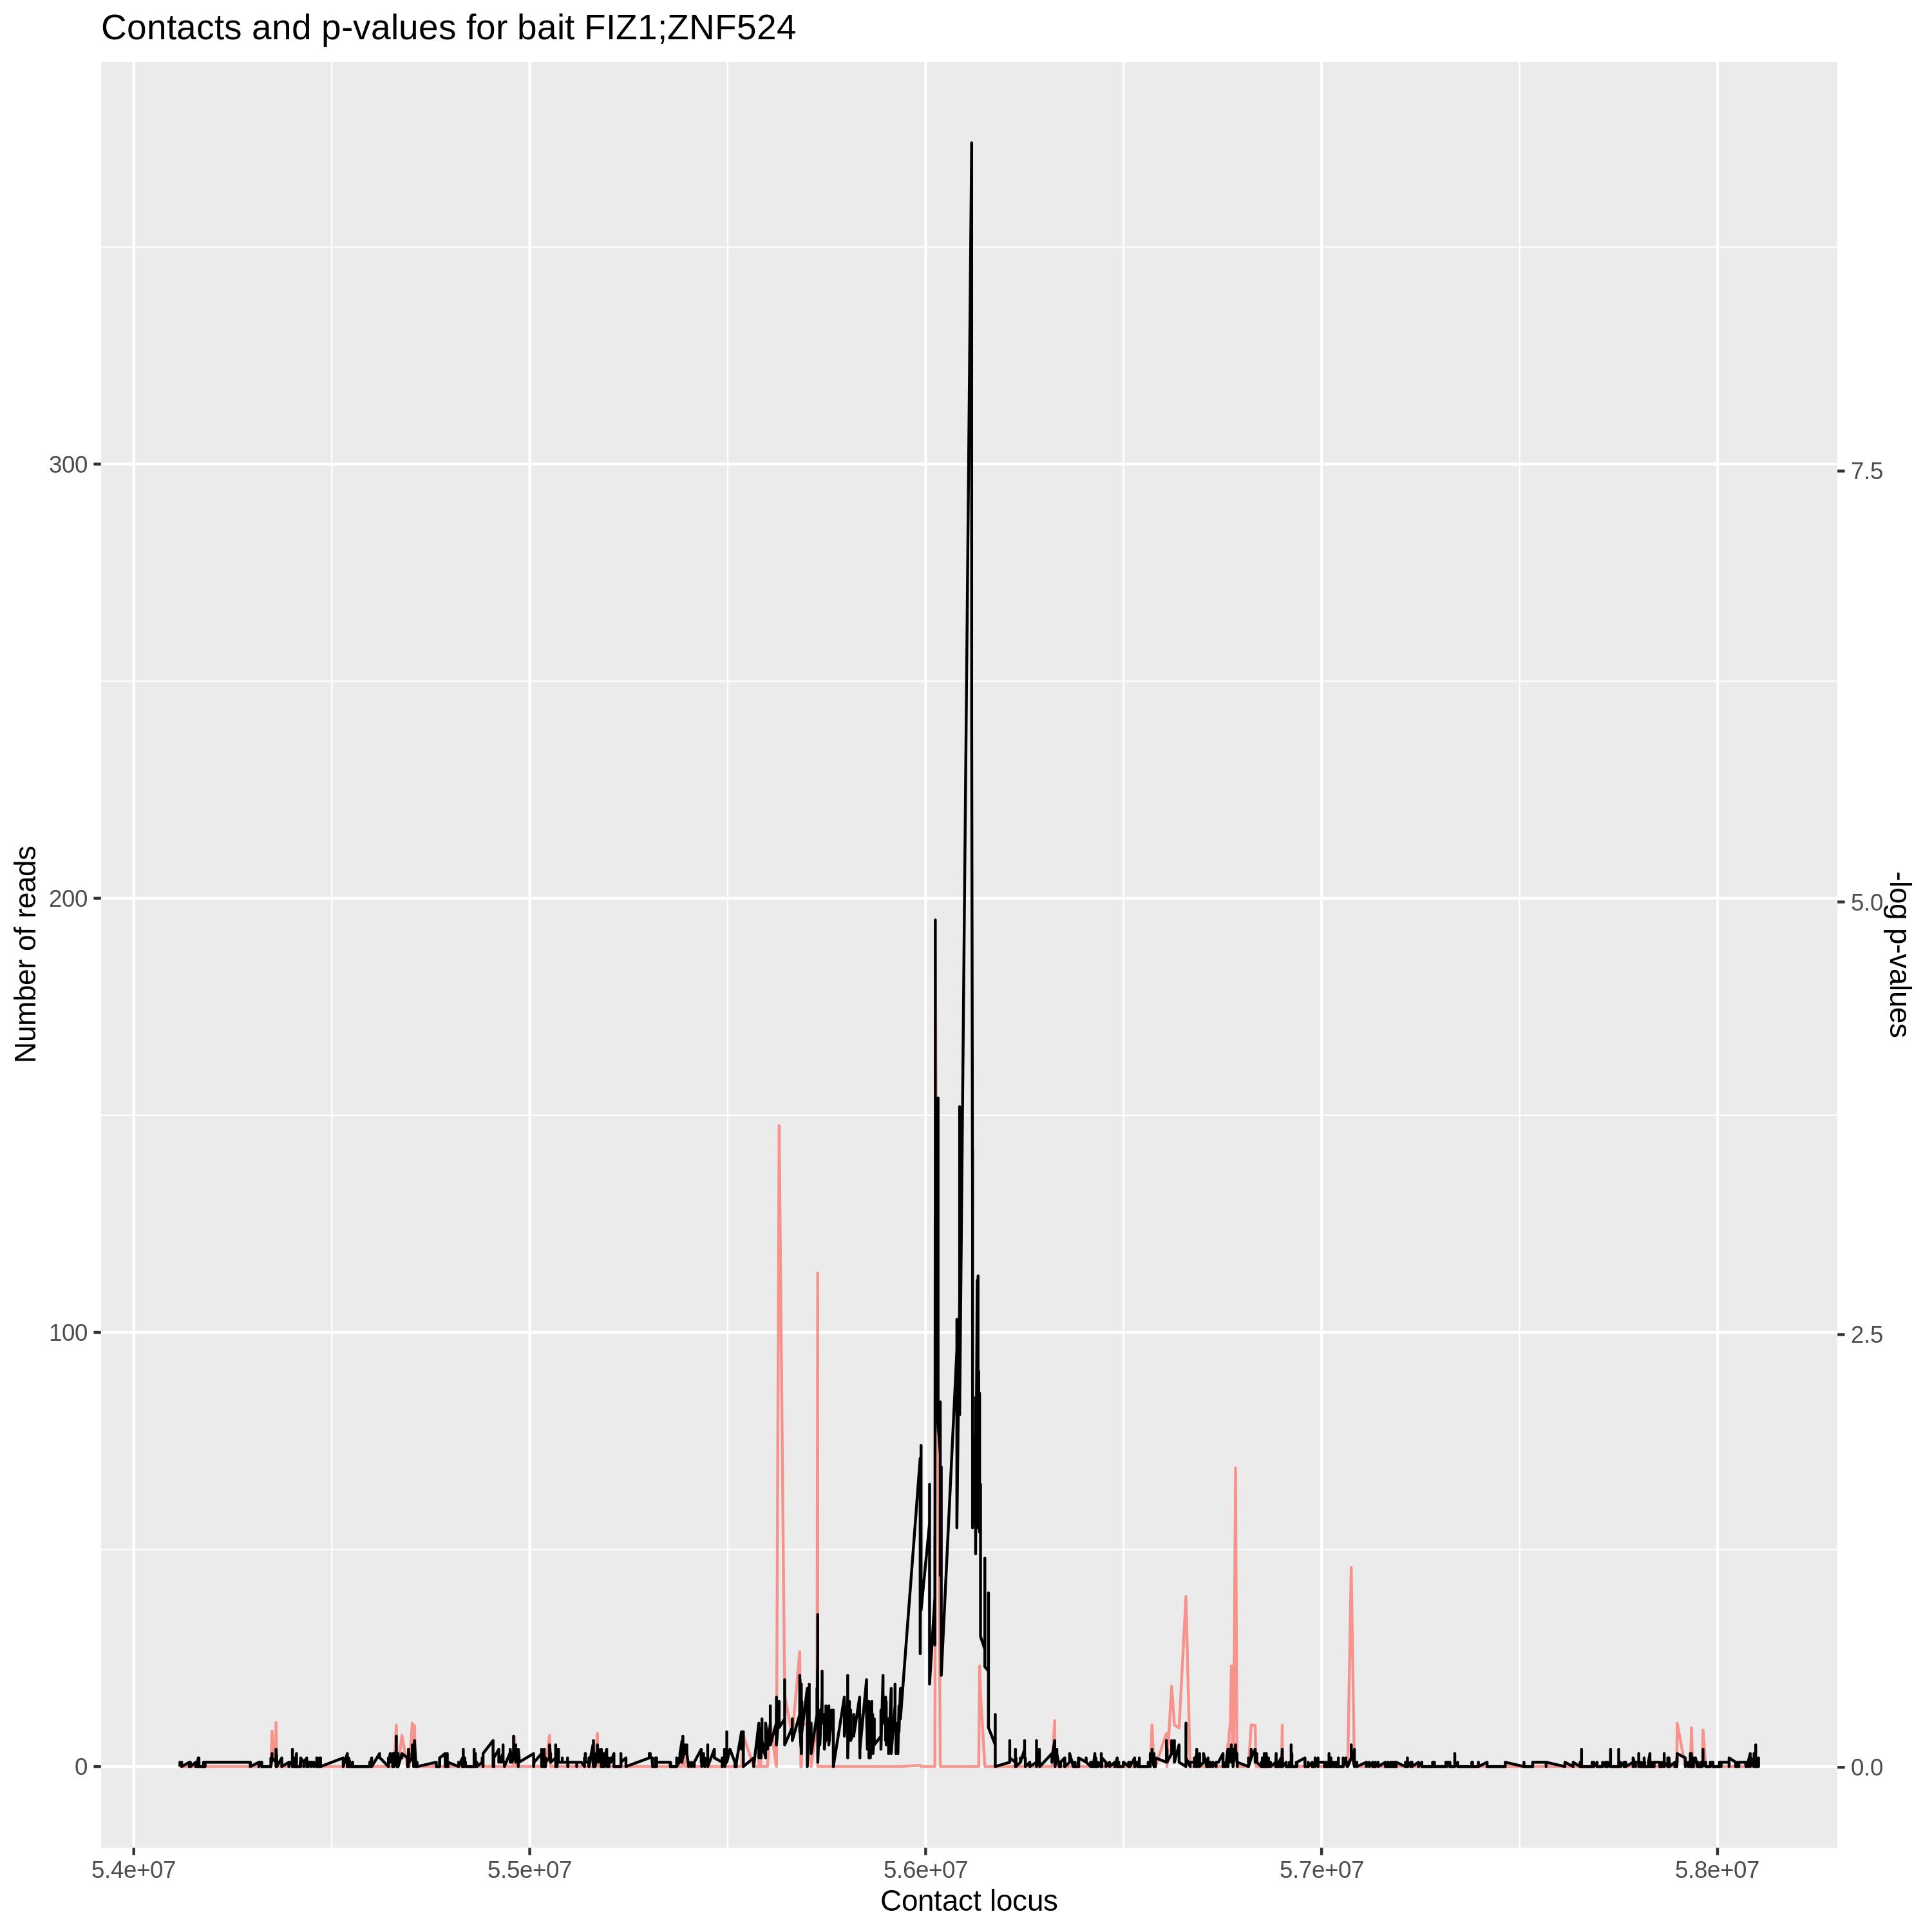 Contacts and p-values for bait FIZ1;ZNF524
Number of reads
300
200
100
0
7.5
5.0
2.5
0.0
-log p-values
5.4e+07
5.5e+07
5.6e+07
5.7e+07
5.8e+07
Contact locus